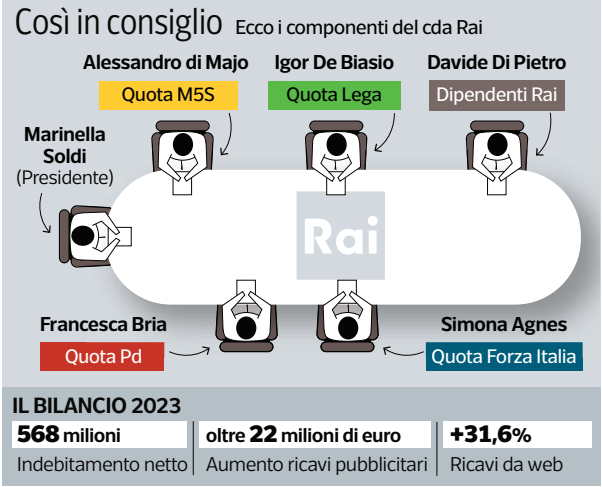 Così in consiglio Ecco i componenti del cda Rai
Alessandro di Majo
Quota M5S
Igor De Biasio
Quota Lega
Davide Di Pietro
Dipendenti Rai
Marinella
Soldi
(Presidente)
Rai
Francesca Bria
Quota Pd
Simona Agnes
Quota Forza Italia
IL BILANCIO 2023
568 milioni
Indebitamento netto
oltre 22 milioni di euro
Aumento ricavi pubblicitari
+31,6%
Ricavi da web